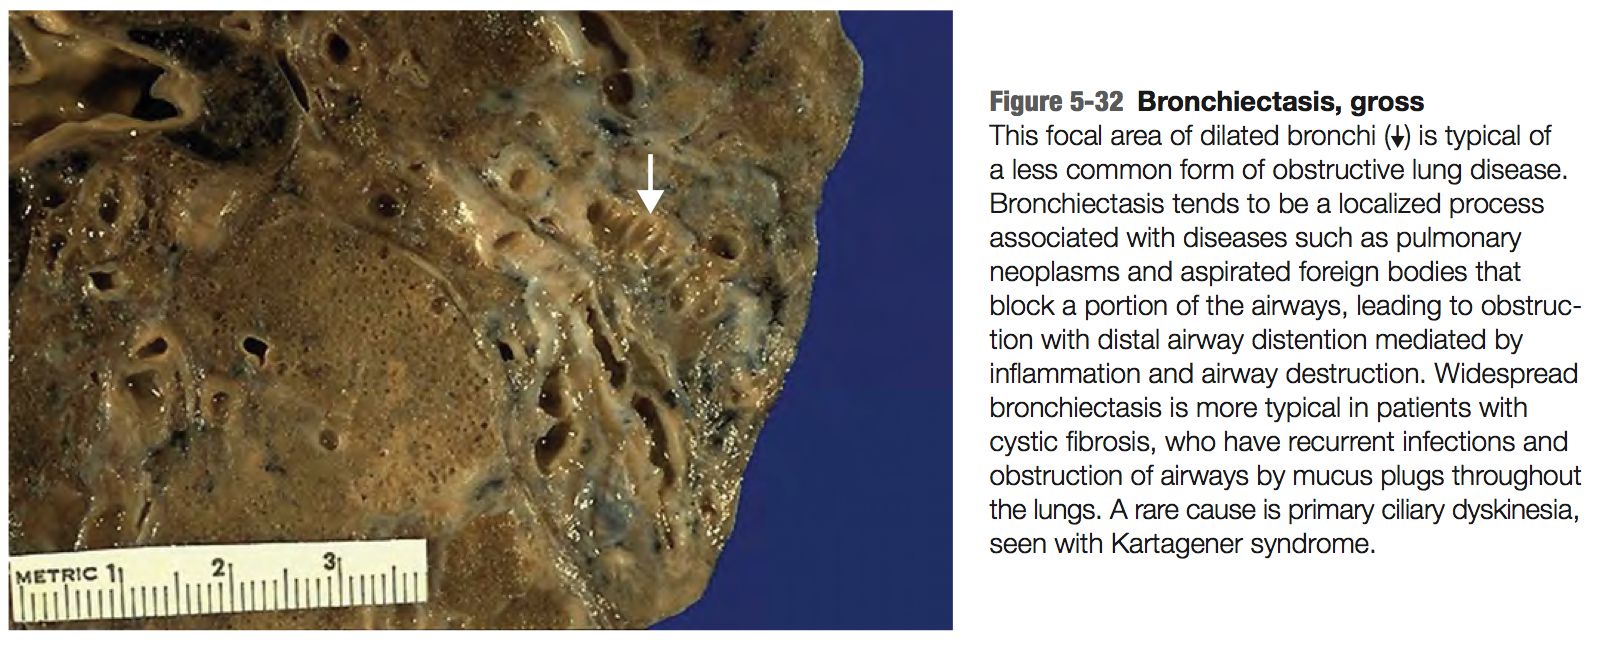 METRIC 1 2 3
Figure 5-32 Bronchiectasis, gross
This focal area of dilated bronchi (↓) is typical of
a less common form of obstructive lung disease.
Bronchiectasis tends to be a localized process
associated with diseases such as pulmonary
neoplasms and aspirated foreign bodies that
block a portion of the airways, leading to obstruc-
tion with distal airway distention mediated by
inflammation and airway destruction. Widespread
bronchiectasis is more typical in patients with
cystic fibrosis, who have recurrent infections and
obstruction of airways by mucus plugs throughout
the lungs. A rare cause is primary ciliary dyskinesia,
seen with Kartagener syndrome.